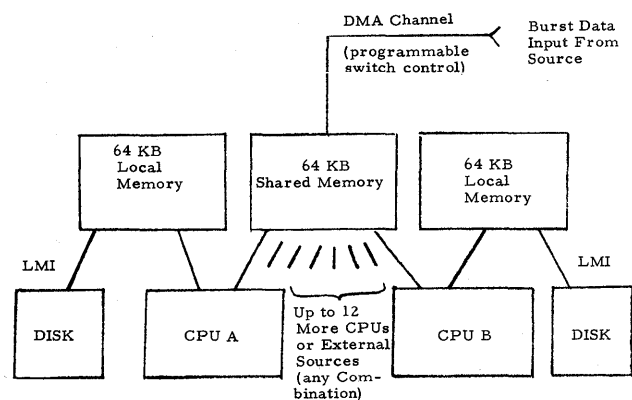 DMA Channel
(programmable
switch control)
Burst Data
Input From
Source
64 KB
Local
Memory
64 KB
Shared Memory
64 KB
Local
Memory
LMI
LMI
DISK
CPU A
Up to 12
More CPUs
or External
Sources
(any Com-
bination)
CPU B
DISK